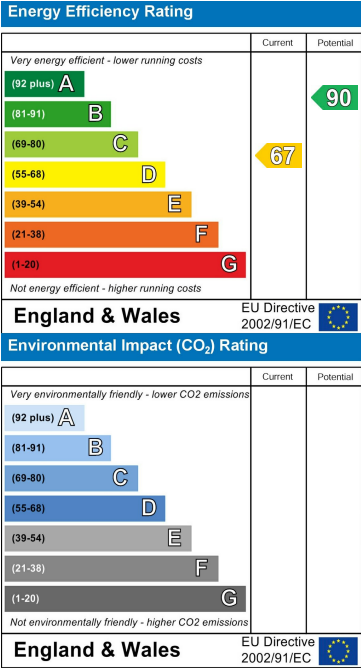 Energy Efficiency Rating
Current Potential
Very energy efficient - lower running costs
(92 plus) A
(81-91) B
90
(69-80) C
67
(55-68) D
(39-54) E
(21-38) F
(1-20) G
Not energy efficient - higher running costs
England & Wales
EU Directive
2002/91/EC
Environmental Impact (CO₂) Rating
Current Potential
Very environmentally friendly - lower CO2 emissions
(92 plus) A
(81-91) B
(69-80) C
(55-68) D
(39-54) E
(21-38) F
(1-20) G
Not environmentally friendly - higher CO2 emissions
England & Wales
EU Directive
2002/91/EC